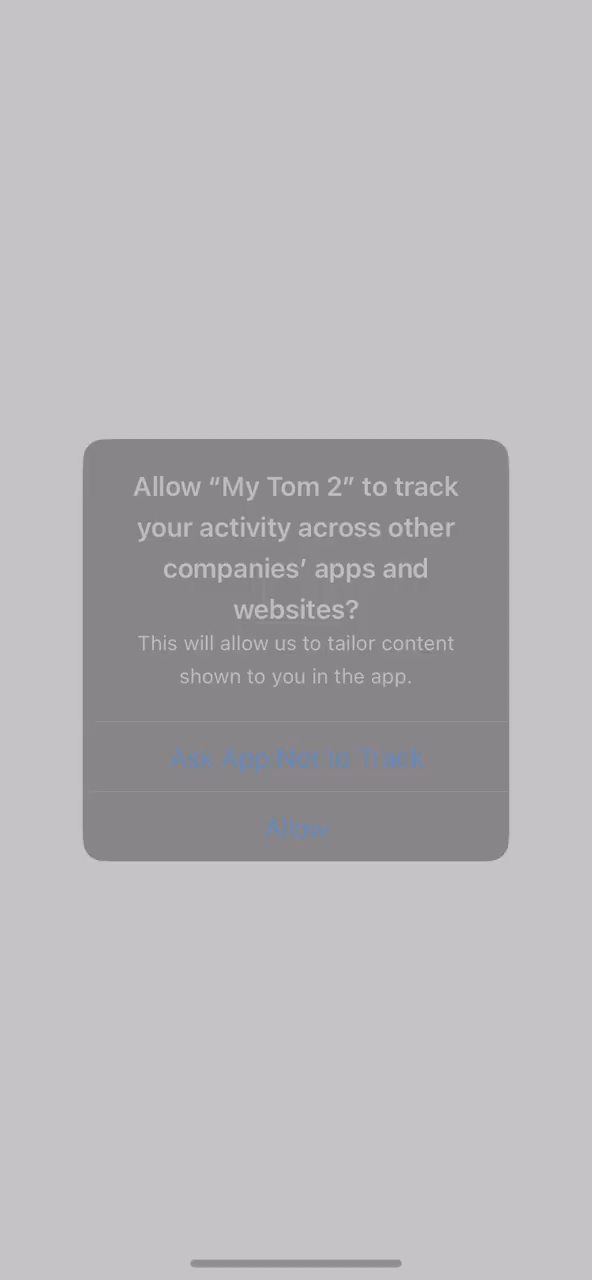 Allow “My Tom 2” to track
your activity across other
companies’ apps and
websites?
This will allow us to tailor content
shown to you in the app.
Ask App Not to Track
Allow